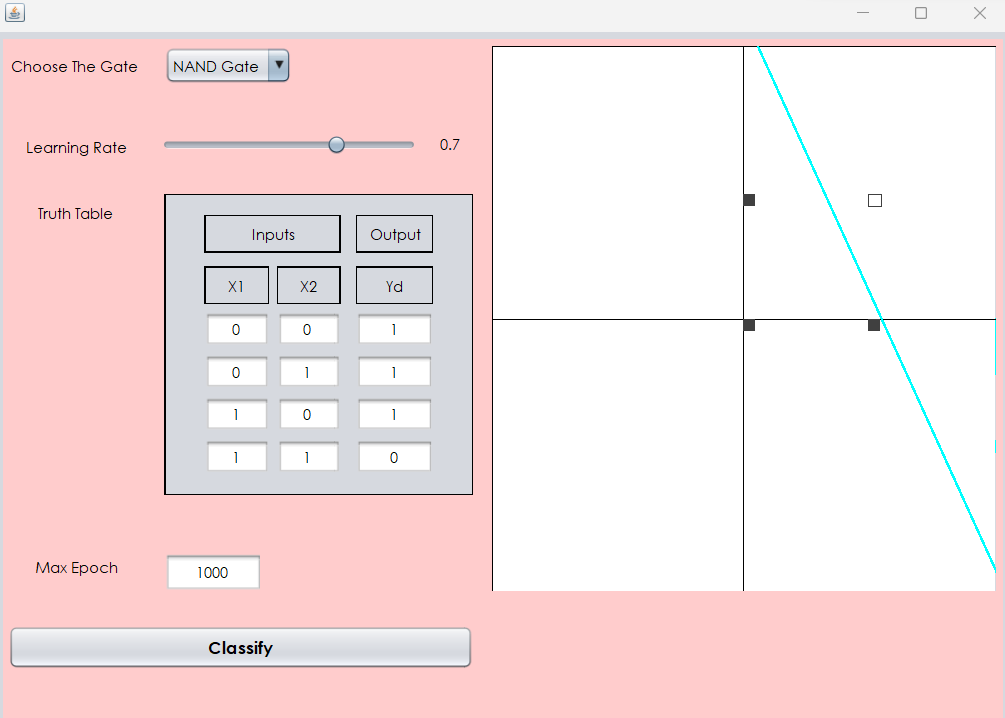 Choose The Gate NAND Gate
Learning Rate 0.7
Truth Table
Inputs Output
X1 X2 Yd
0 0 1
0 1 1
1 0 1
1 1 0
Max Epoch 1000
Classify